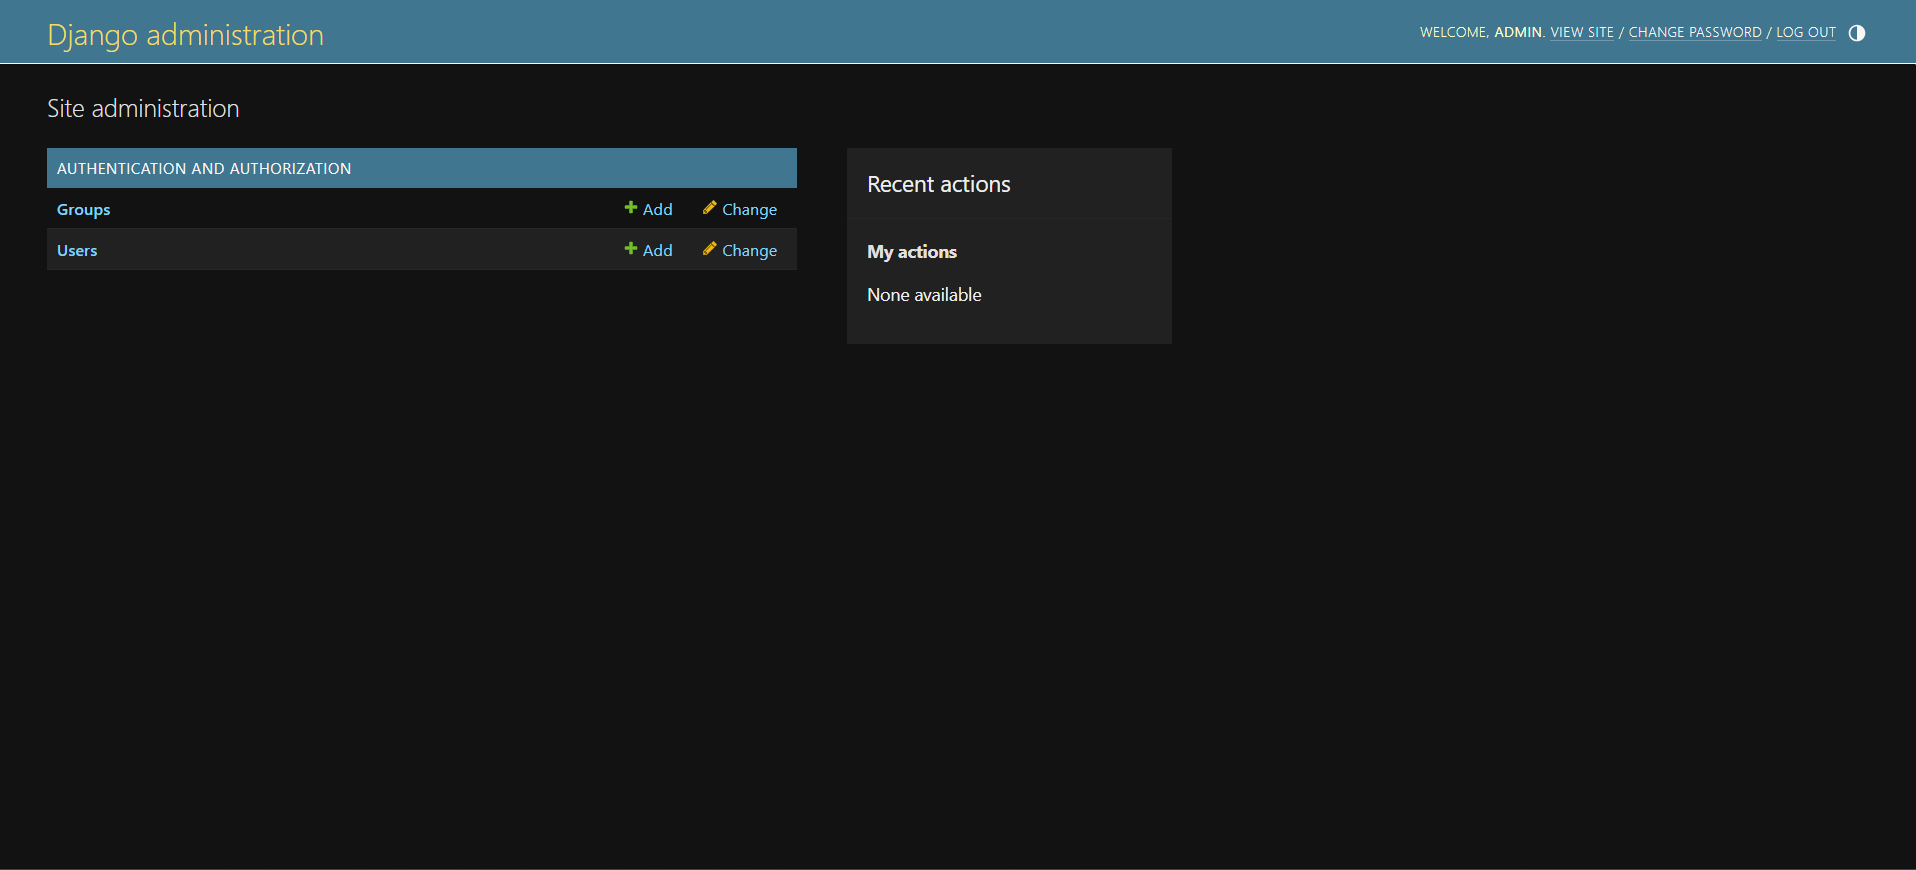 Django administration
WELCOME, ADMIN. VIEW SITE / CHANGE PASSWORD / LOG OUT
Site administration
AUTHENTICATION AND AUTHORIZATION
Groups Add Change
Users Add Change
Recent actions
My actions
None available